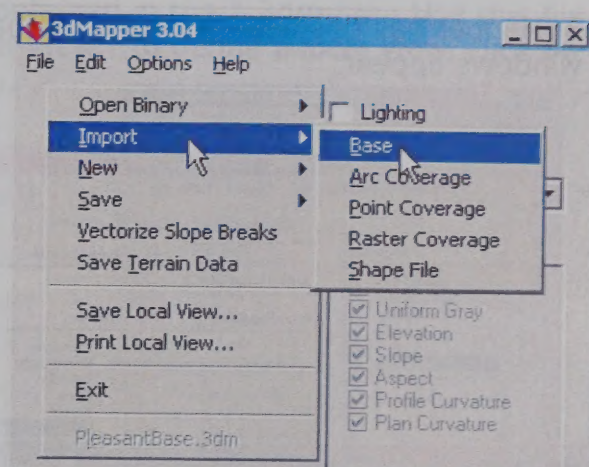 3dMapper 3.04
File Edit Options Help
Open Binary
Import
New
Save
Vectorize Slope Breaks
Save Terrain Data
Save Local View...
Print Local View...
Exit
PleasantBase.3dm
Lighting
Base
Arc Coverage
Point Coverage
Raster Coverage
Shape File
Uniform Gray
Elevation
Slope
Aspect
Profile Curvature
Plan Curvature